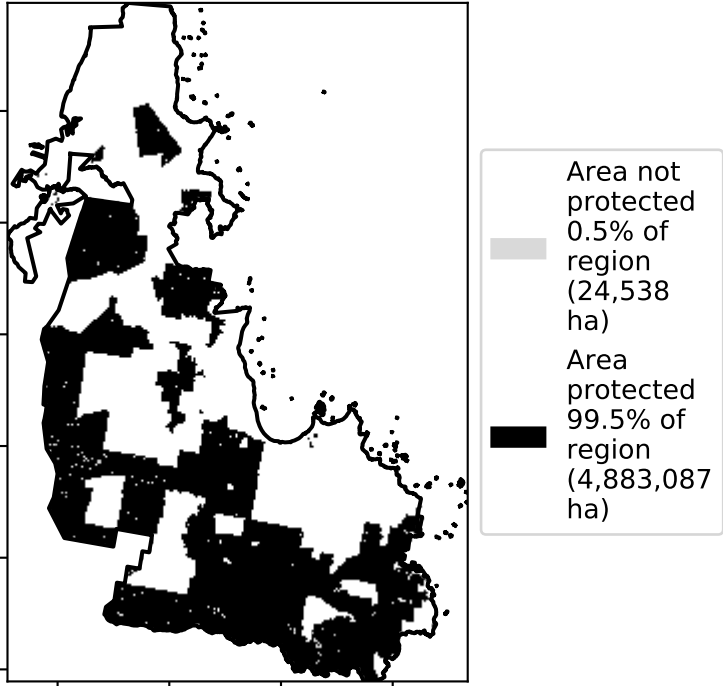 Area not
protected
0.5% of
region
(24,538
ha)
Area
protected
99.5% of
region
(4,883,087
ha)